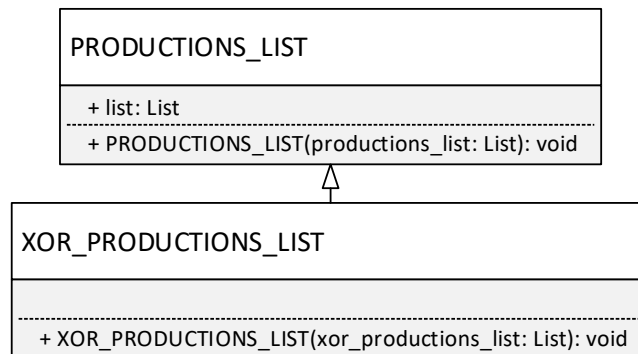 PRODUCTIONS_LIST
+ list: List
+ PRODUCTIONS_LIST(productions_list: List): void
XOR_PRODUCTIONS_LIST
+ XOR_PRODUCTIONS_LIST(xor_productions_list: List): void